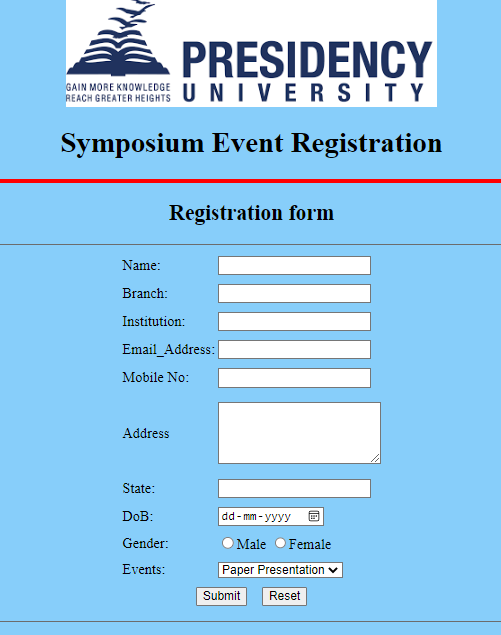 PRESIDENCY
UNIVERSITY
GAIN MORE KNOWLEDGE
REACH GREATER HEIGHTS
Symposium Event Registration
Registration form
Name:
Branch:
Institution:
Email_Address:
Mobile No:
Address
State:
DoB: dd-mm-yyyy
Gender: Male Female
Events: Paper Presentation
Submit Reset